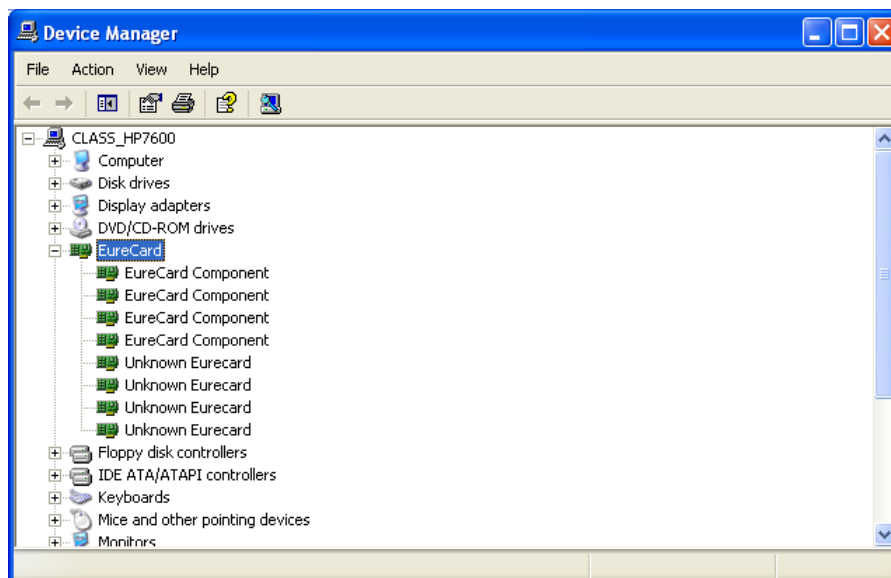 Device Manager
File Action View Help
CLASS_HP7600
Computer
Disk drives
Display adapters
DVD/CD-ROM drives
EureCard
EureCard Component
EureCard Component
EureCard Component
EureCard Component
Unknown Eurecard
Unknown Eurecard
Unknown Eurecard
Unknown Eurecard
Floppy disk controllers
IDE ATA/ATAPI controllers
Keyboards
Mice and other pointing devices
Monitors